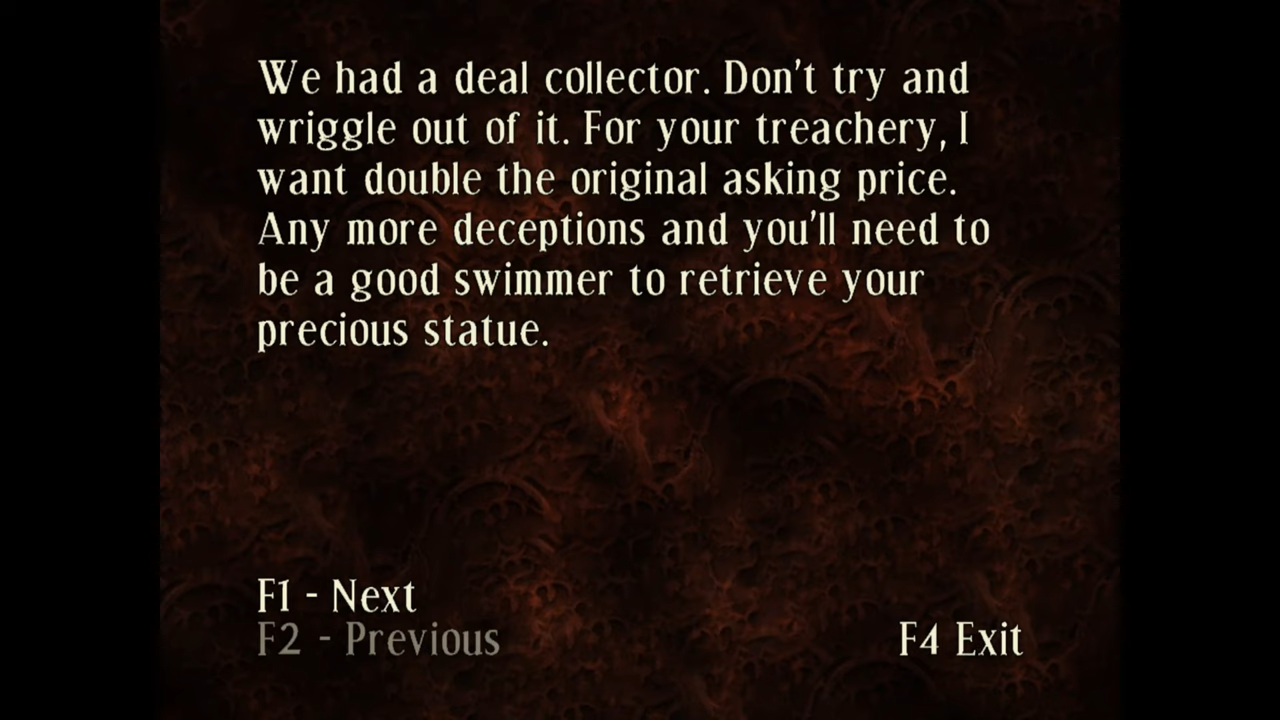 We had a deal collector. Don't try and
wriggle out of it. For your treachery, I
want double the original asking price.
Any more deceptions and you'll need to
be a good swimmer to retrieve your
precious statue.
F1 - Next
F2 - Previous
F4 Exit